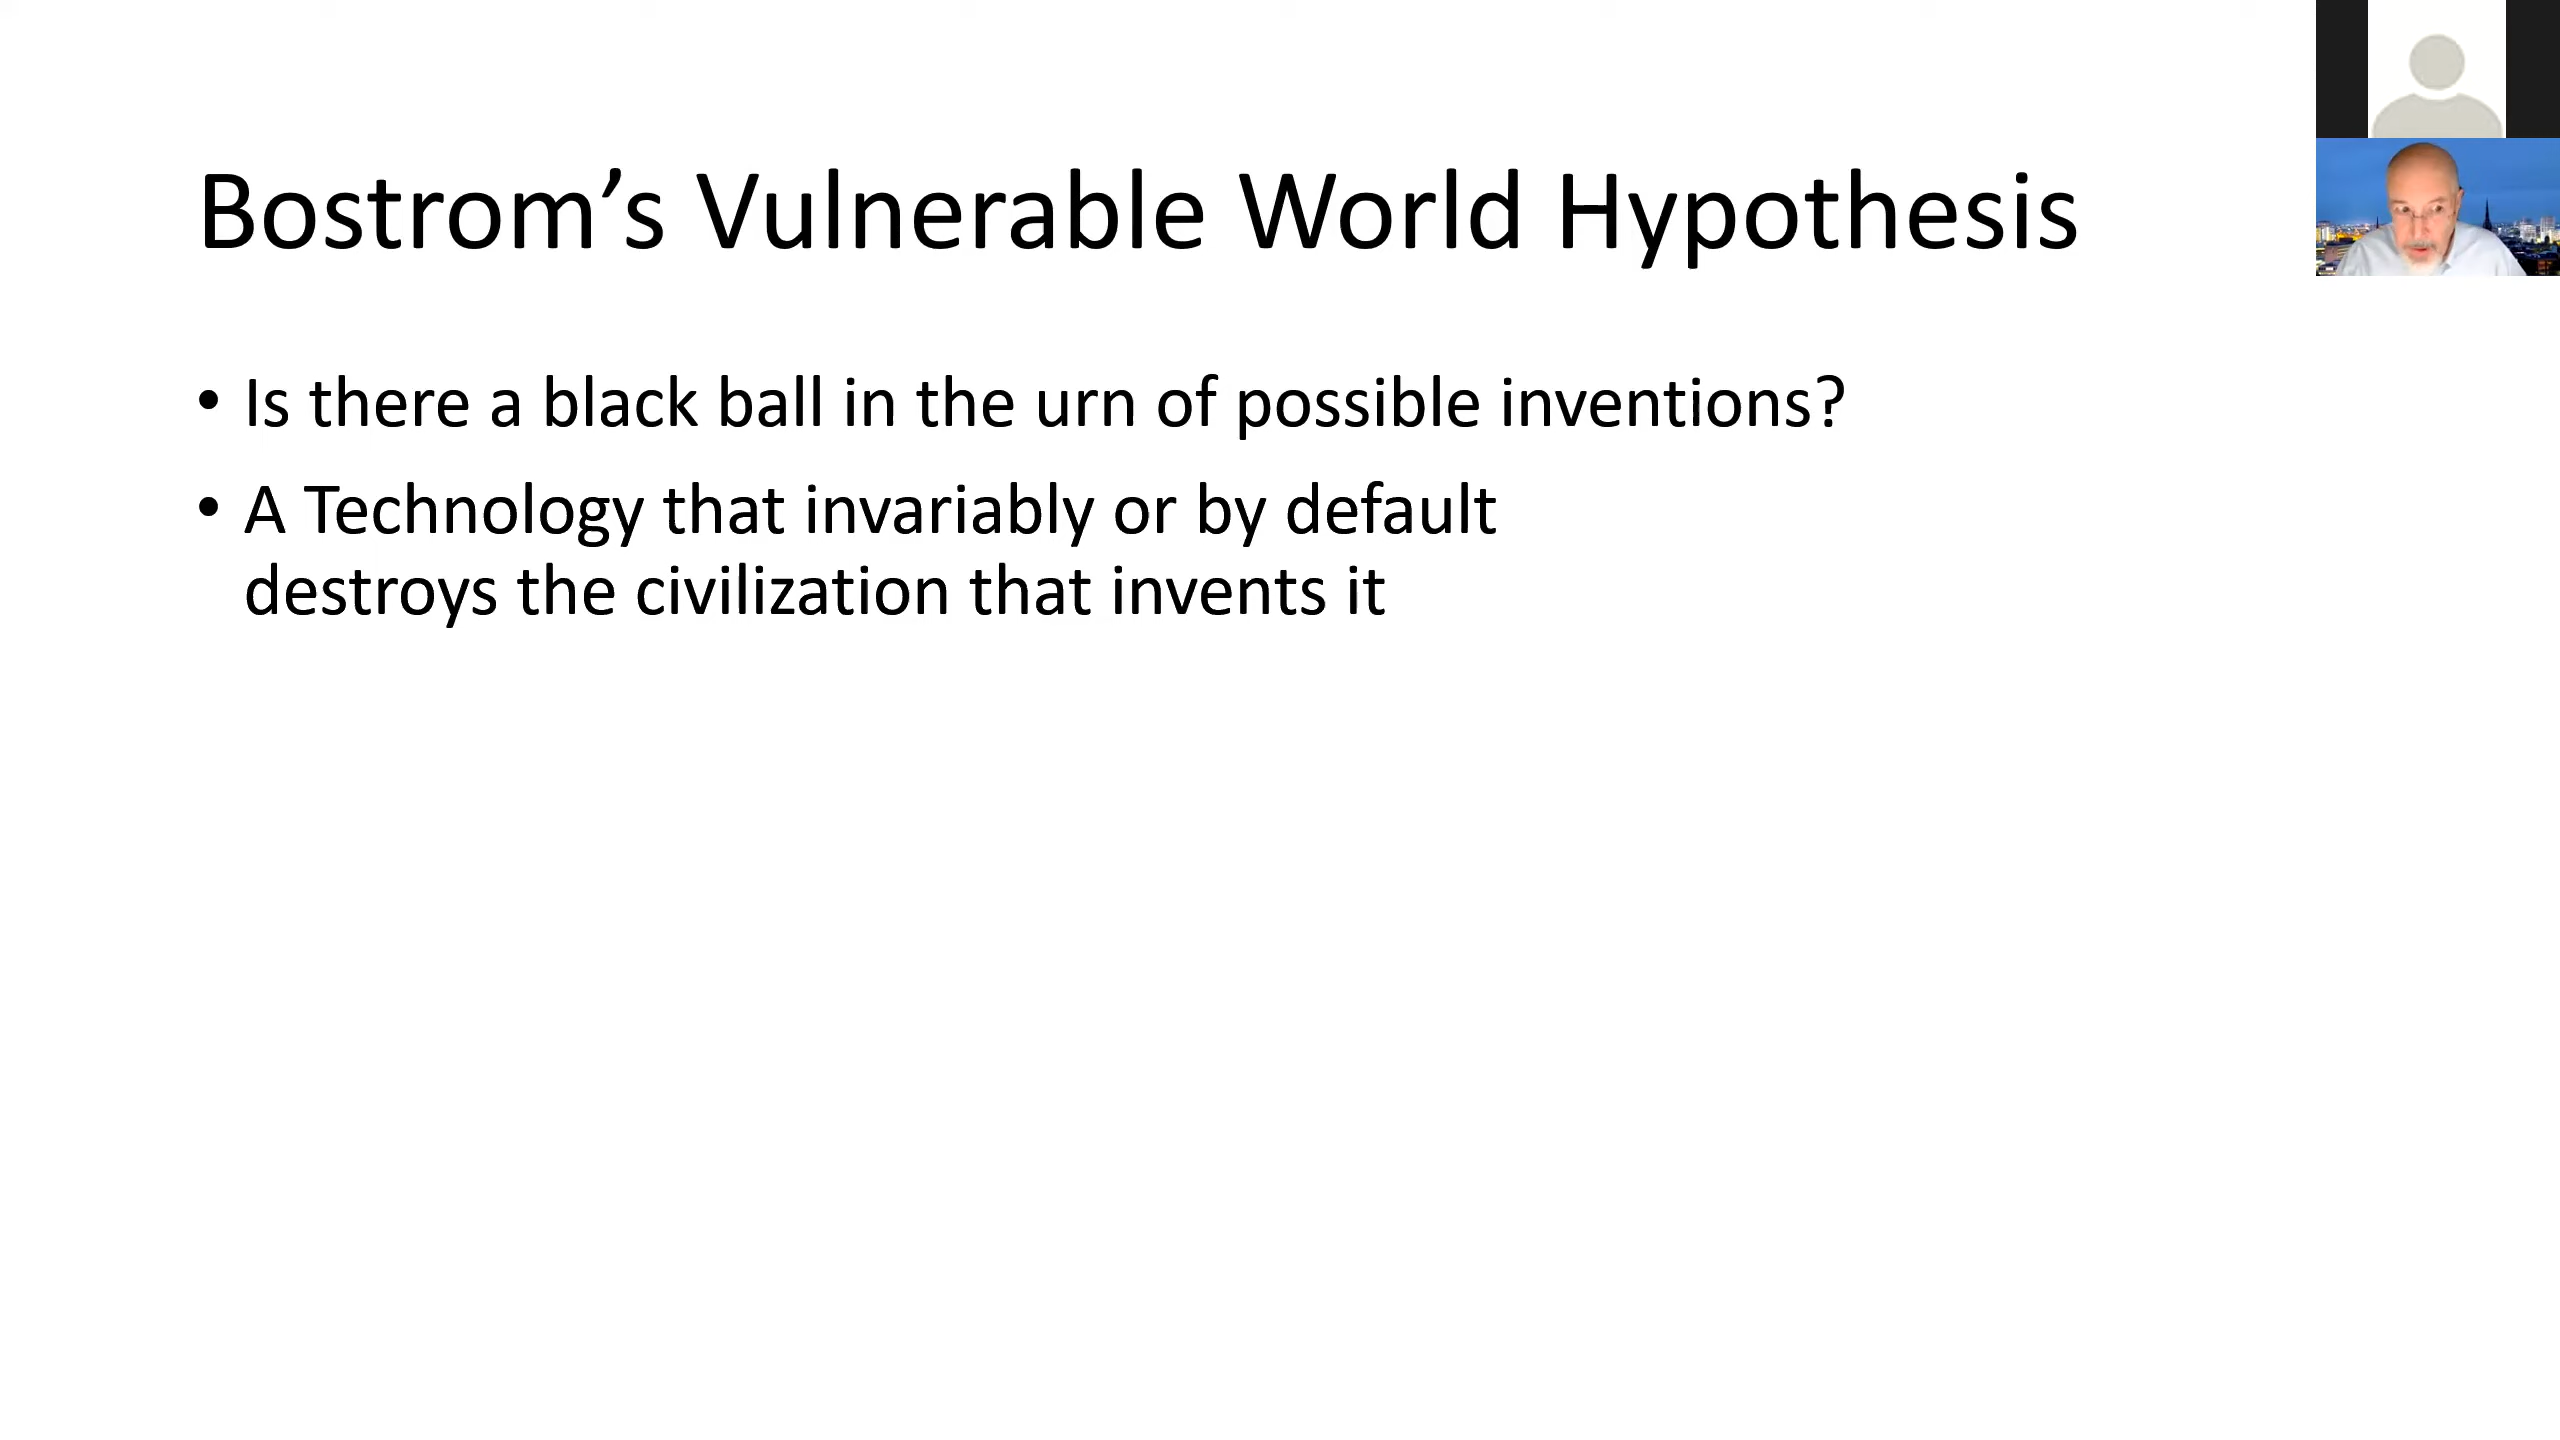 Bostrom’s Vulnerable World Hypothesis
• Is there a black ball in the urn of possible inventions?
• A Technology that invariably or by default
destroys the civilization that invents it